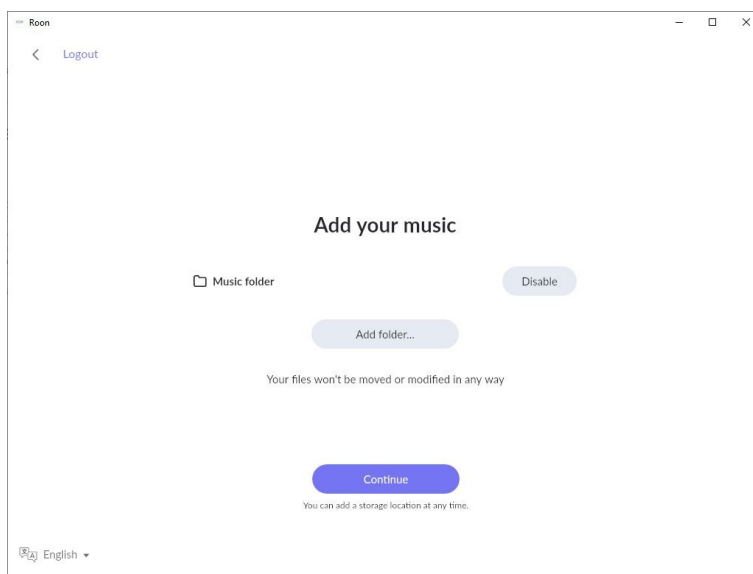 Roon
Logout
Add your music
Music folder
Disable
Add folder...
Your files won't be moved or modified in any way
Continue
You can add a storage location at any time.
English